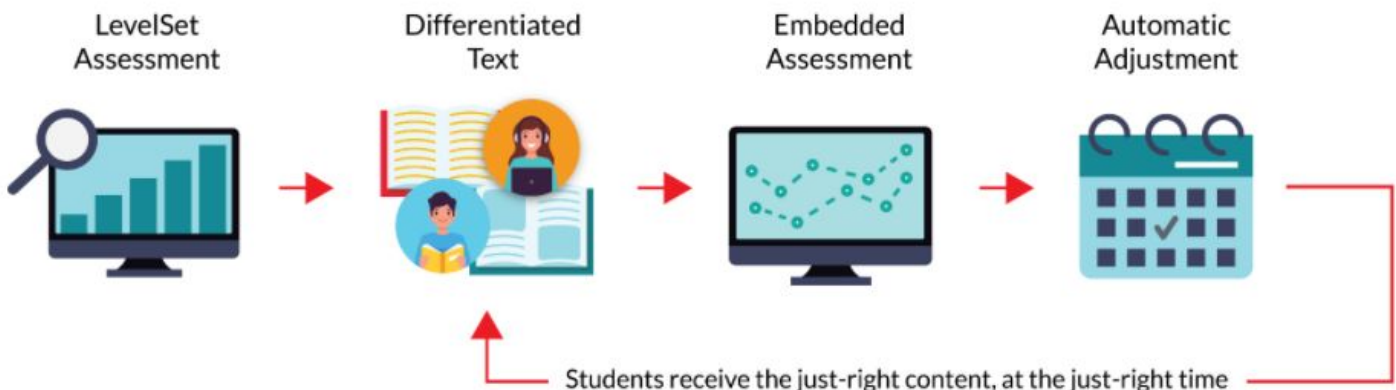 LevelSet
Assessment
Differentiated
Text
Embedded
Assessment
Automatic
Adjustment
Students receive the just-right content, at the just-right time